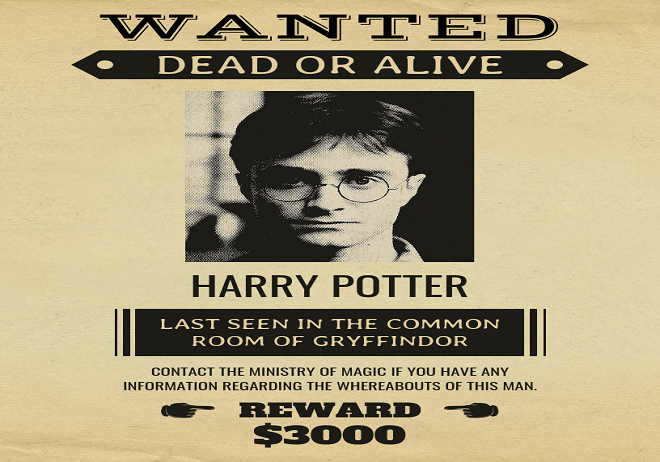 WANTED
DEAD OR ALIVE
HARRY POTTER
LAST SEEN IN THE COMMON
ROOM OF GRYFFINDOR
CONTACT THE MINISTRY OF MAGIC IF YOU HAVE ANY
INFORMATION REGARDING THE WHEREABOUTS OF THIS MAN.
REWARD
$3000